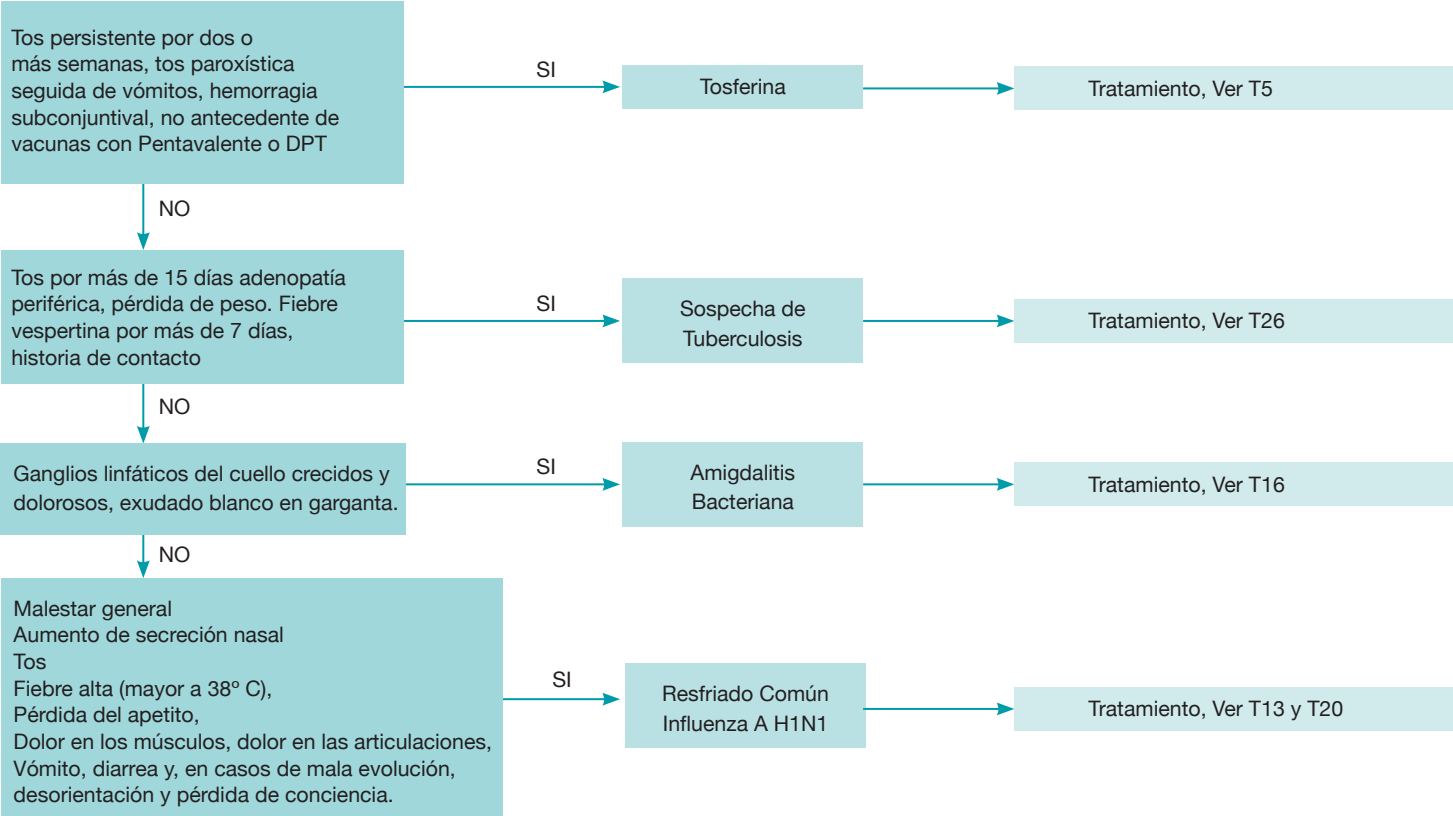 Tos persistente por dos o
más semanas, tos paroxística
seguida de vómitos, hemorragia
subconjuntival, no antecedente de
vacunas con Pentavalente o DPT
SI
Tosferina
Tratamiento, Ver T5
NO
Tos por más de 15 días adenopatía
periférica, pérdida de peso. Fiebre
vespertina por más de 7 días,
historia de contacto
SI
Sospecha de
Tuberculosis
Tratamiento, Ver T26
NO
Ganglios linfáticos del cuello crecidos y
dolorosos, exudado blanco en garganta.
SI
Amigdalitis
Bacteriana
Tratamiento, Ver T16
NO
Malestar general
Aumento de secreción nasal
Tos
Fiebre alta (mayor a 38º C),
Pérdida del apetito,
Dolor en los músculos, dolor en las articulaciones,
Vómito, diarrea y, en casos de mala evolución,
desorientación y pérdida de conciencia.
SI
Resfriado Común
Influenza A H1N1
Tratamiento, Ver T13 y T20